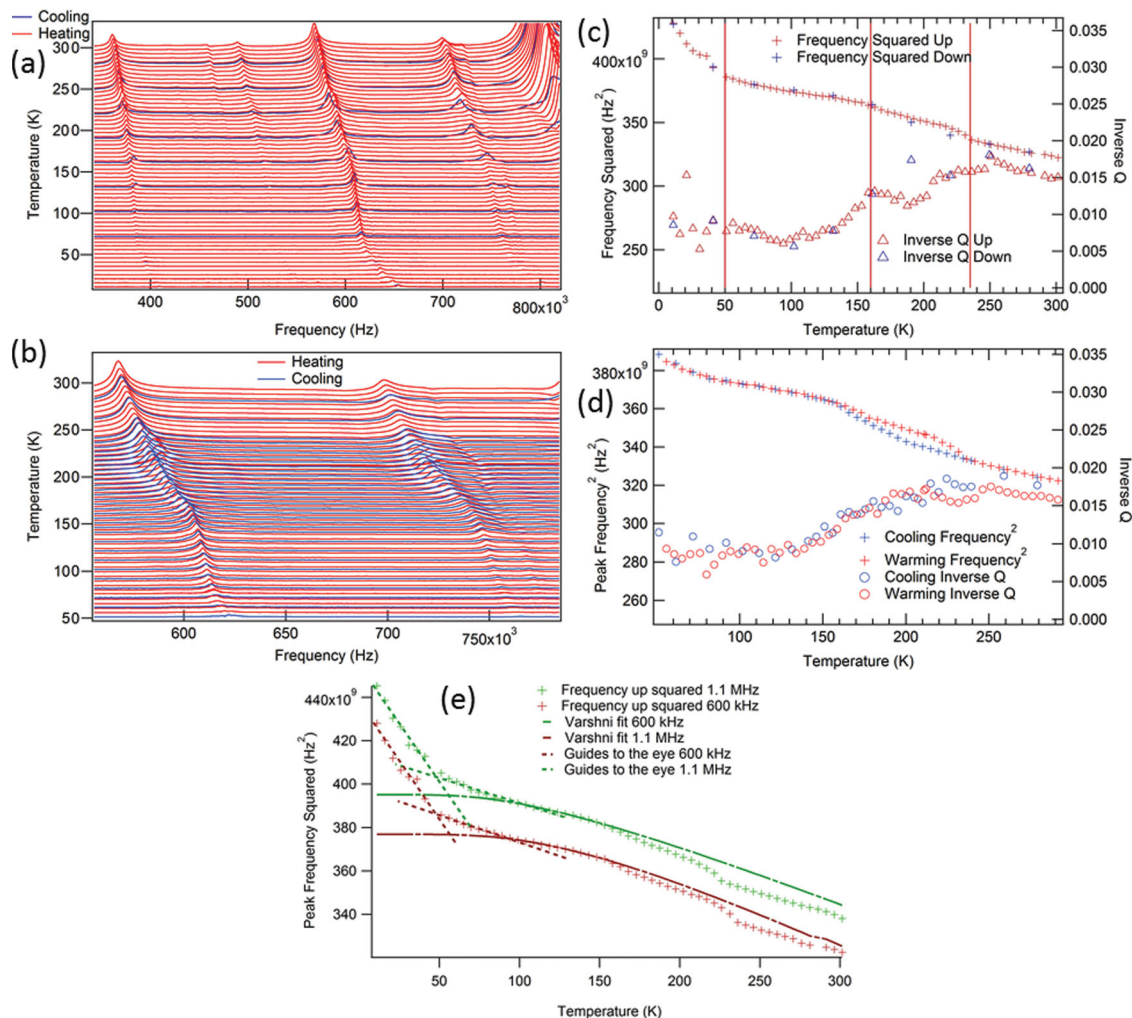 Cooling
Heating
(a)
300
250
200
150
100
50
Temperature (K)
400
500
600
700
800x10³
Frequency (Hz)
(c)
Frequency Squared Up
Frequency Squared Down
Inverse Q Up
Inverse Q Down
400x10⁹
350
300
250
Frequency Squared (Hz²)
0.035
0.030
0.025
0.020
0.015
0.010
0.005
0.000
Inverse Q
0
50
100
150
200
250
300
Temperature (K)
(b)
Heating
Cooling
300
250
200
150
100
50
Temperature (K)
600
650
700
750x10³
Frequency (Hz)
(d)
380x10⁹
360
340
320
300
280
260
Peak Frequency² (Hz²)
0.035
0.030
0.025
0.020
0.015
0.010
0.005
0.000
Inverse Q
Cooling Frequency²
Warming Frequency²
Cooling Inverse Q
Warming Inverse Q
100
150
200
250
Temperature (K)
(e)
Frequency up squared 1.1 MHz
Frequency up squared 600 kHz
Varshni fit 600 kHz
Varshni fit 1.1 MHz
Guides to the eye 600 kHz
Guides to the eye 1.1 MHz
440x10⁹
420
400
380
360
340
Peak Frequency Squared (Hz²)
50
100
150
200
250
300
Temperature (K)